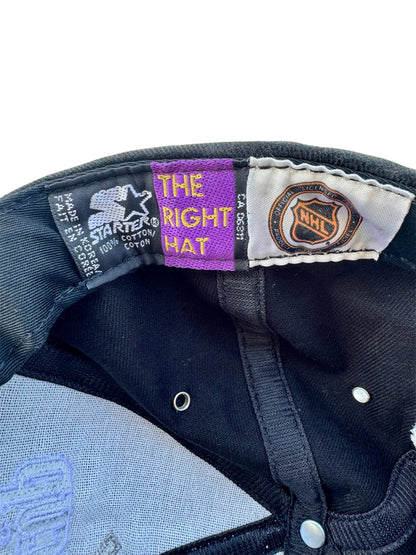 MADE IN KOREA/
FAIT EN COREE
STARTER®
100% COTTON/
COTON
THE
RIGHT
HAT
CA 06311
NHL